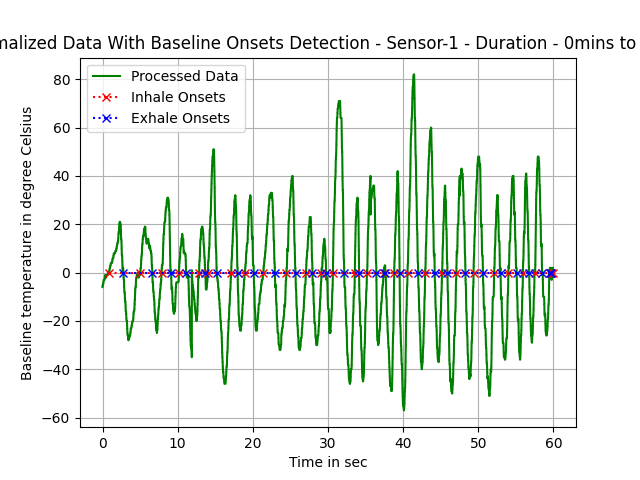 malized Data With Baseline Onsets Detection - Sensor-1 - Duration - 0mins to
Processed Data
Inhale Onsets
Exhale Onsets
Baseline temperature in degree Celsius
80
60
40
20
0
−20
−40
−60
0 10 20 30 40 50 60
Time in sec